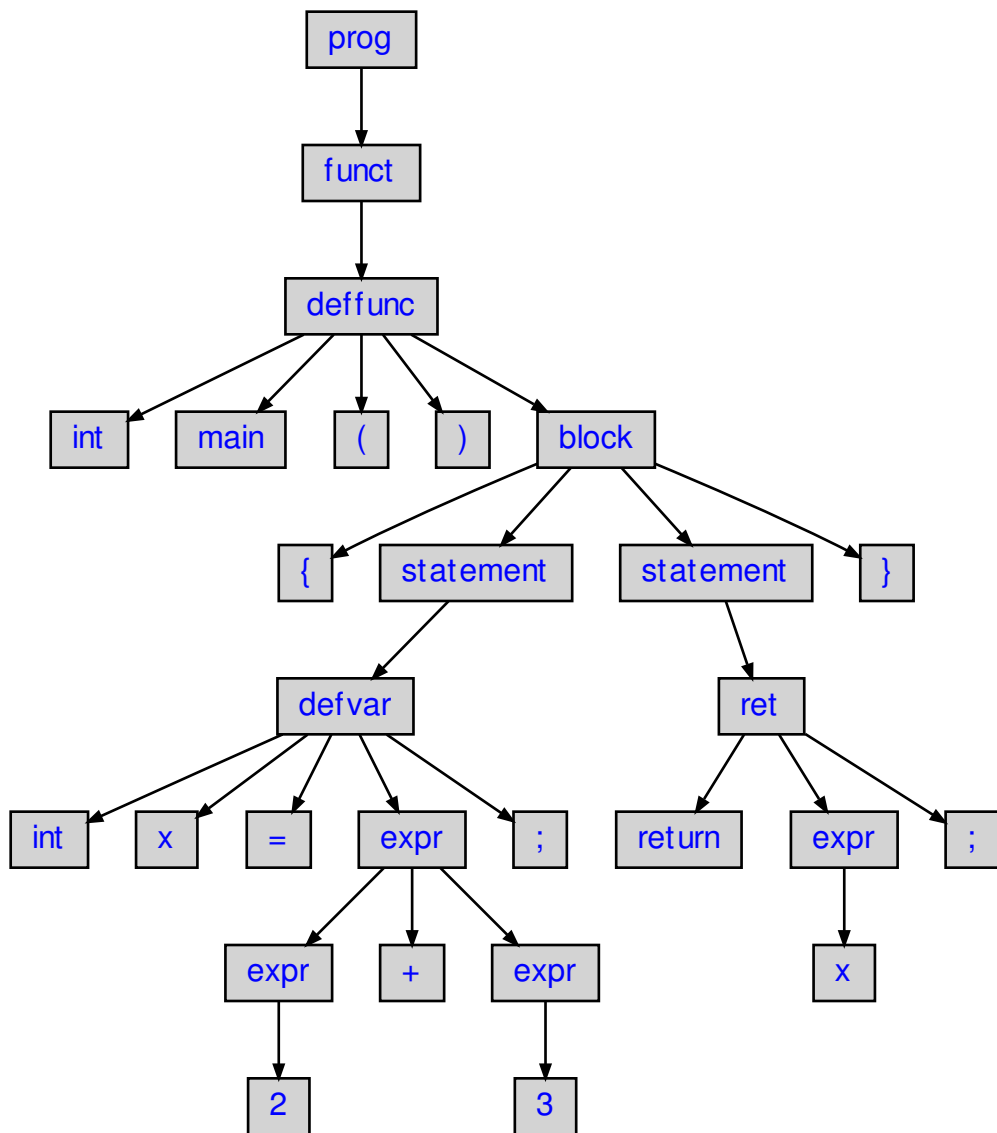 prog
funct
deffunc
int main ( ) block
{ statement statement }
defvar ret
int x = expr ; return expr ;
expr + expr x
2 3